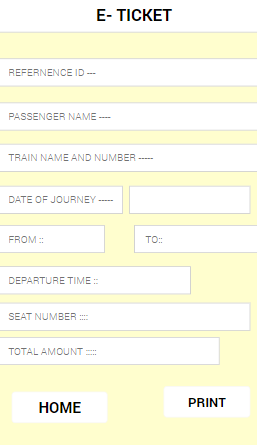 E- TICKET
REFERNENCE ID ---
PASSENGER NAME ----
TRAIN NAME AND NUMBER -----
DATE OF JOURNEY -----
FROM :: TO::
DEPARTURE TIME ::
SEAT NUMBER ::::
TOTAL AMOUNT :::::
HOME PRINT